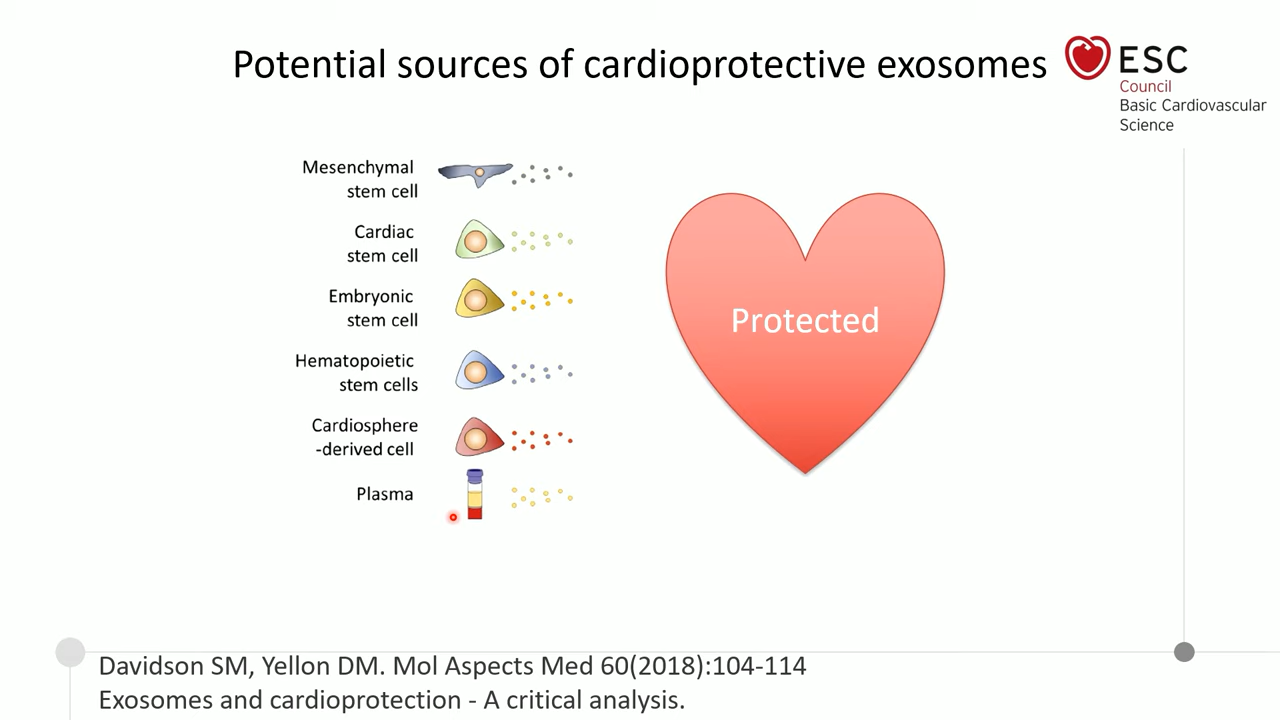 Potential sources of cardioprotective exosomes
ESC
Council
Basic Cardiovascular
Science
Mesenchymal
stem cell
Cardiac
stem cell
Embryonic
stem cell
Hematopoietic
stem cells
Cardiosphere
-derived cell
Plasma
Protected
Davidson SM, Yellon DM. Mol Aspects Med 60(2018):104-114
Exosomes and cardioprotection - A critical analysis.